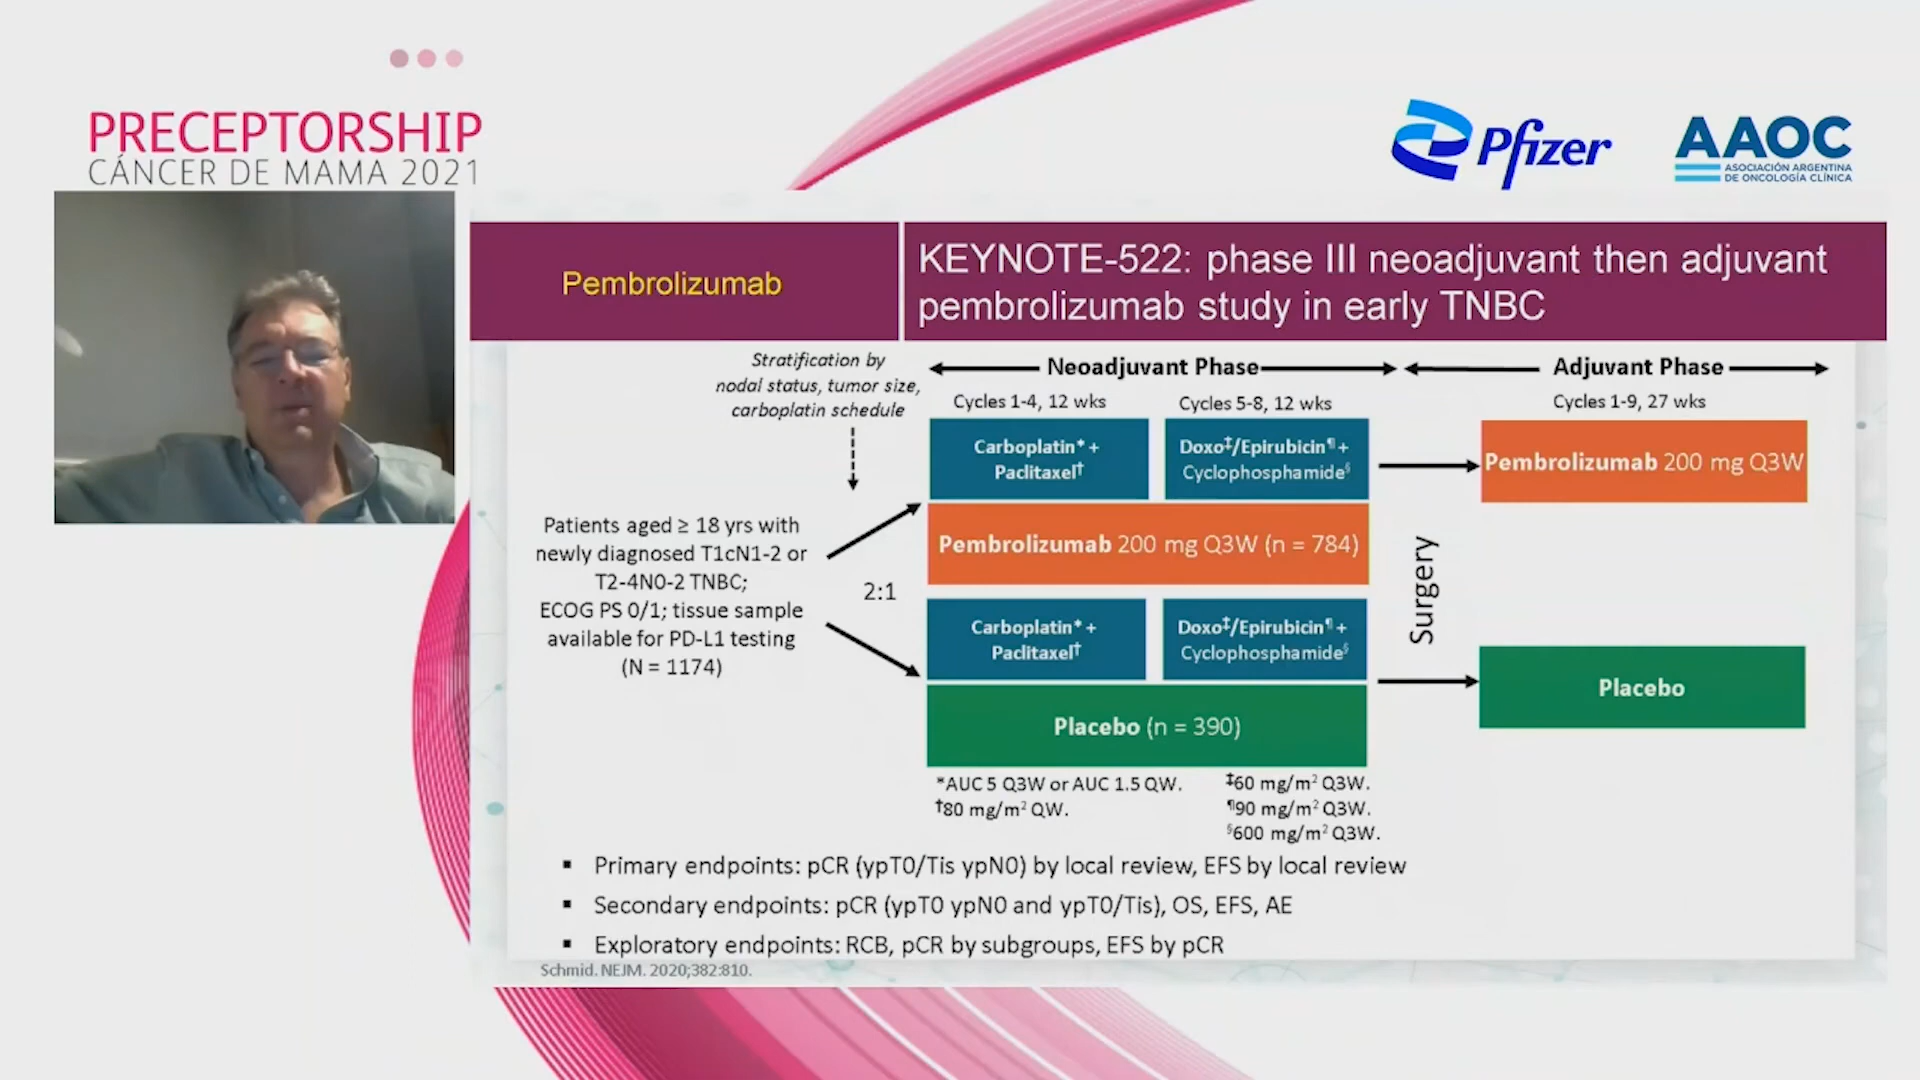 PRECEPTORSHIP
CÁNCER DE MAMA 2021
Pfizer
AAOC
ASOCIACIÓN ARGENTINA
DE ONCOLOGÍA CLÍNICA
Pembrolizumab
KEYNOTE-522: phase III neoadjuvant then adjuvant
pembrolizumab study in early TNBC
Stratification by
nodal status, tumor size,
carboplatin schedule
Neoadjuvant Phase
Adjuvant Phase
Cycles 1-4, 12 wks
Cycles 5-8, 12 wks
Cycles 1-9, 27 wks
Carboplatin* +
Paclitaxel†
Doxo‡/Epirubicin¶ +
Cyclophosphamide§
Pembrolizumab 200 mg Q3W
Pembrolizumab 200 mg Q3W (n = 784)
Patients aged ≥ 18 yrs with
newly diagnosed T1cN1-2 or
T2-4N0-2 TNBC;
ECOG PS 0/1; tissue sample
available for PD-L1 testing
(N = 1174)
2:1
Surgery
Carboplatin* +
Paclitaxel†
Doxo‡/Epirubicin¶ +
Cyclophosphamide§
Placebo (n = 390)
Placebo
*AUC 5 Q3W or AUC 1.5 QW.
†80 mg/m² QW.
‡60 mg/m² Q3W.
¶90 mg/m² Q3W.
§600 mg/m² Q3W.
▪ Primary endpoints: pCR (ypT0/Tis ypN0) by local review, EFS by local review
▪ Secondary endpoints: pCR (ypT0 ypN0 and ypT0/Tis), OS, EFS, AE
▪ Exploratory endpoints: RCB, pCR by subgroups, EFS by pCR
Schmid. NEJM. 2020;382:810.